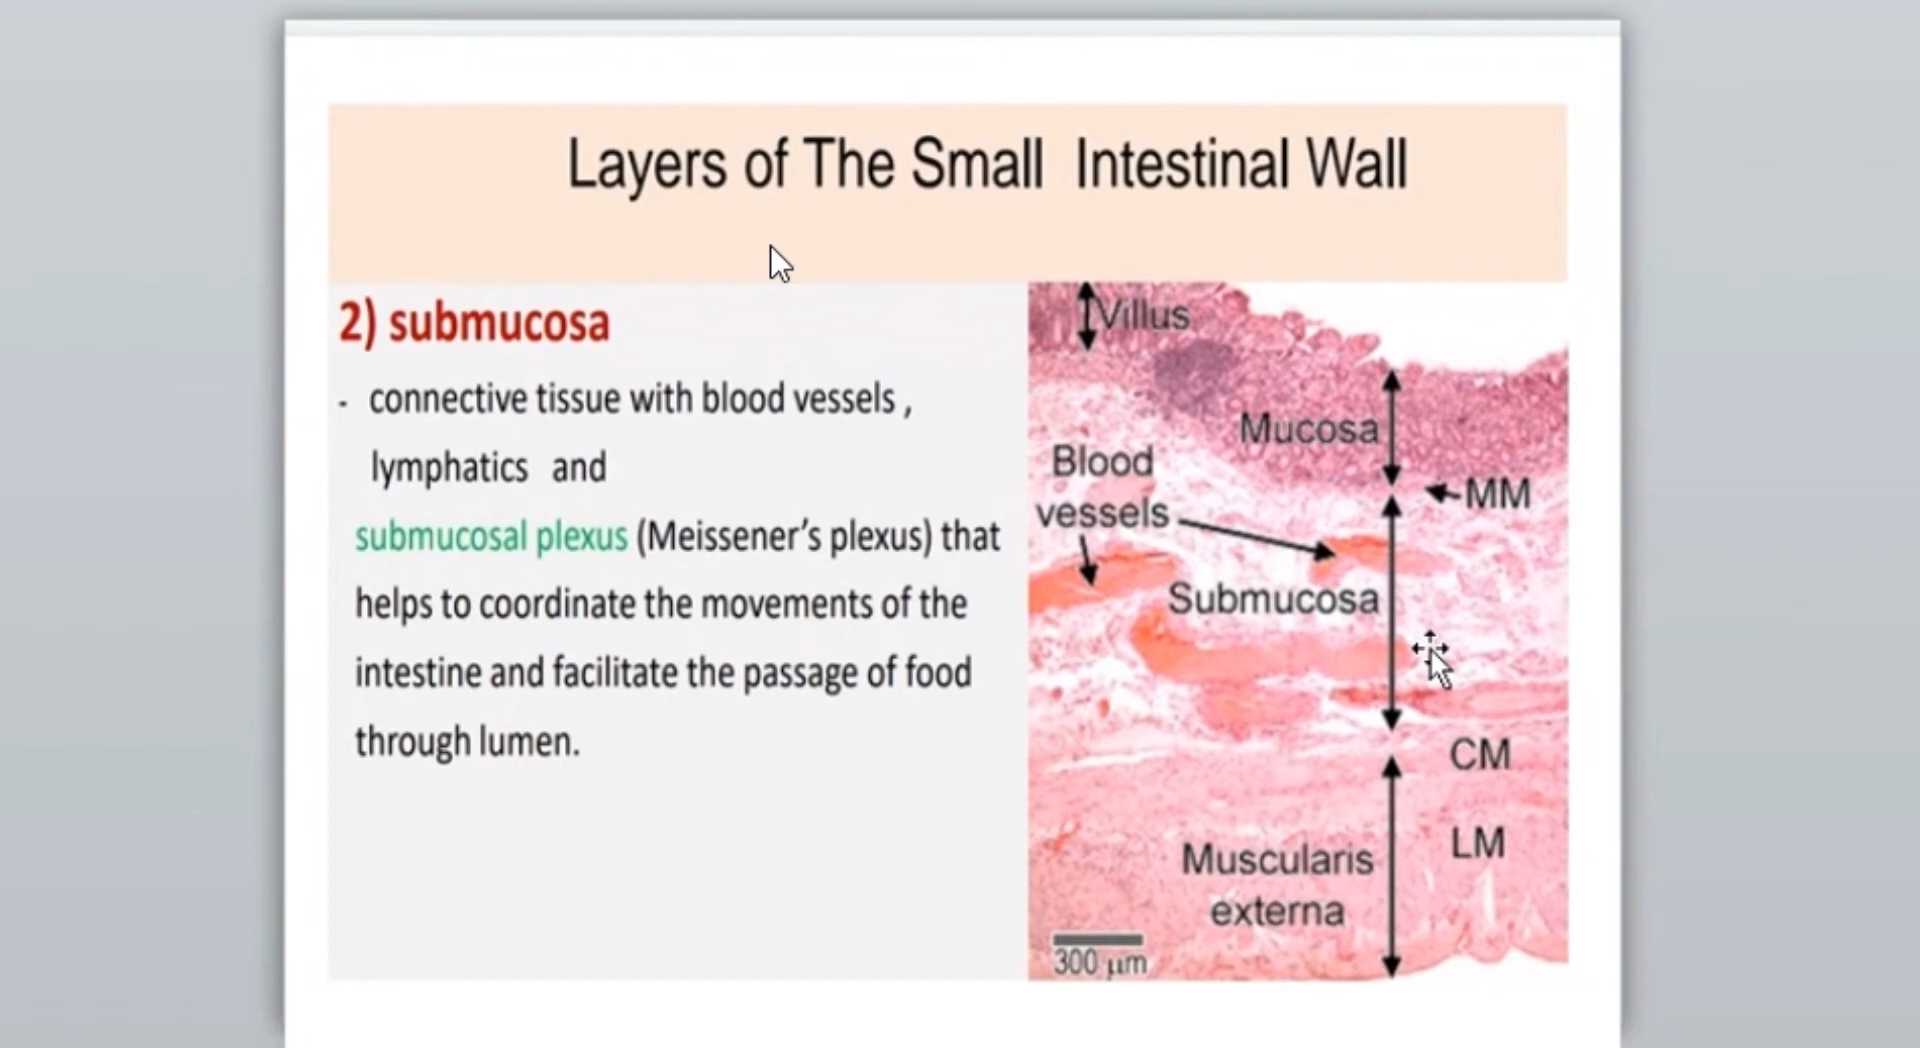 Layers of The Small Intestinal Wall
2) submucosa
- connective tissue with blood vessels ,
lymphatics and
submucosal plexus (Meissener's plexus) that
helps to coordinate the movements of the
intestine and facilitate the passage of food
through lumen.
Villus
Mucosa
Blood
vessels
MM
Submucosa
CM
LM
Muscularis
externa
300 µm